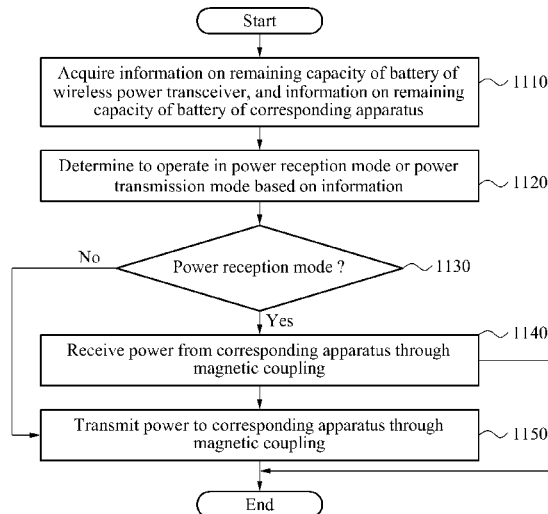 Start
Acquire information on remaining capacity of battery of
wireless power transceiver, and information on remaining
capacity of battery of corresponding apparatus
1110
Determine to operate in power reception mode or power
transmission mode based on information
1120
No
Power reception mode ?
1130
Yes
1140
Receive power from corresponding apparatus through
magnetic coupling
Transmit power to corresponding apparatus through
magnetic coupling
1150
End